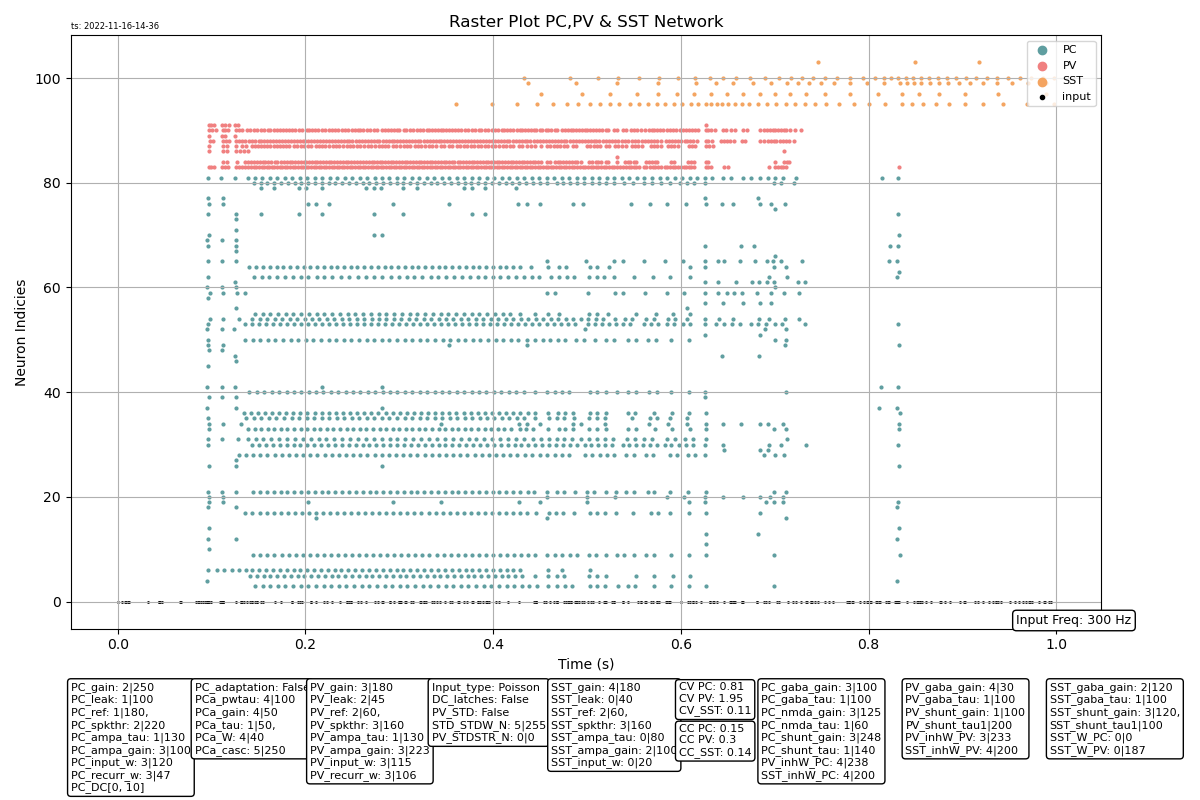 ts: 2022-11-16-14-36
Raster Plot PC,PV & SST Network
PC
PV
SST
input
100
80
60
40
20
0
Neuron Indicies
0.0
0.2
0.4
0.6
0.8
1.0
Time (s)
Input Freq: 300 Hz
PC_gain: 2|250
PC_leak: 1|100
PC_ref: 1|180,
PC_spkthr: 2|220
PC_ampa_tau: 1|130
PC_ampa_gain: 3|100
PC_input_w: 3|120
PC_recurr_w: 3|47
PC_DC[0, 10]
PC_adaptation: False
PCa_pwtau: 4|100
PCa_gain: 4|50
PCa_tau: 1|50,
PCa_W: 4|40
PCa_casc: 5|250
PV_gain: 3|180
PV_leak: 2|45
PV_ref: 2|60,
PV_spkthr: 3|160
PV_ampa_tau: 1|130
PV_ampa_gain: 3|223
PV_input_w: 3|115
PV_recurr_w: 3|106
Input_type: Poisson
DC_latches: False
PV_STD: False
STD_STDW_N: 5|255
PV_STDSTR_N: 0|0
SST_gain: 4|180
SST_leak: 0|40
SST_ref: 2|60,
SST_spkthr: 3|160
SST_ampa_tau: 0|80
SST_ampa_gain: 2|100
SST_input_w: 0|20
CV PC: 0.81
CV PV: 1.95
CV_SST: 0.11
CC PC: 0.15
CC PV: 0.3
CC_SST: 0.14
PC_gaba_gain: 3|100
PC_gaba_tau: 1|100
PC_nmda_gain: 3|125
PC_nmda_tau: 1|60
PC_shunt_gain: 3|248
PC_shunt_tau: 1|140
PV_inhW_PC: 4|238
SST_inhW_PC: 4|200
PV_gaba_gain: 4|30
PV_gaba_tau: 1|100
PV_shunt_gain: 1|100
PV_shunt_tau1|200
PV_inhW_PV: 3|233
SST_inhW_PV: 4|200
SST_gaba_gain: 2|120
SST_gaba_tau: 1|100
SST_shunt_gain: 3|120,
SST_shunt_tau1|100
SST_W_PC: 0|0
SST_W_PV: 0|187